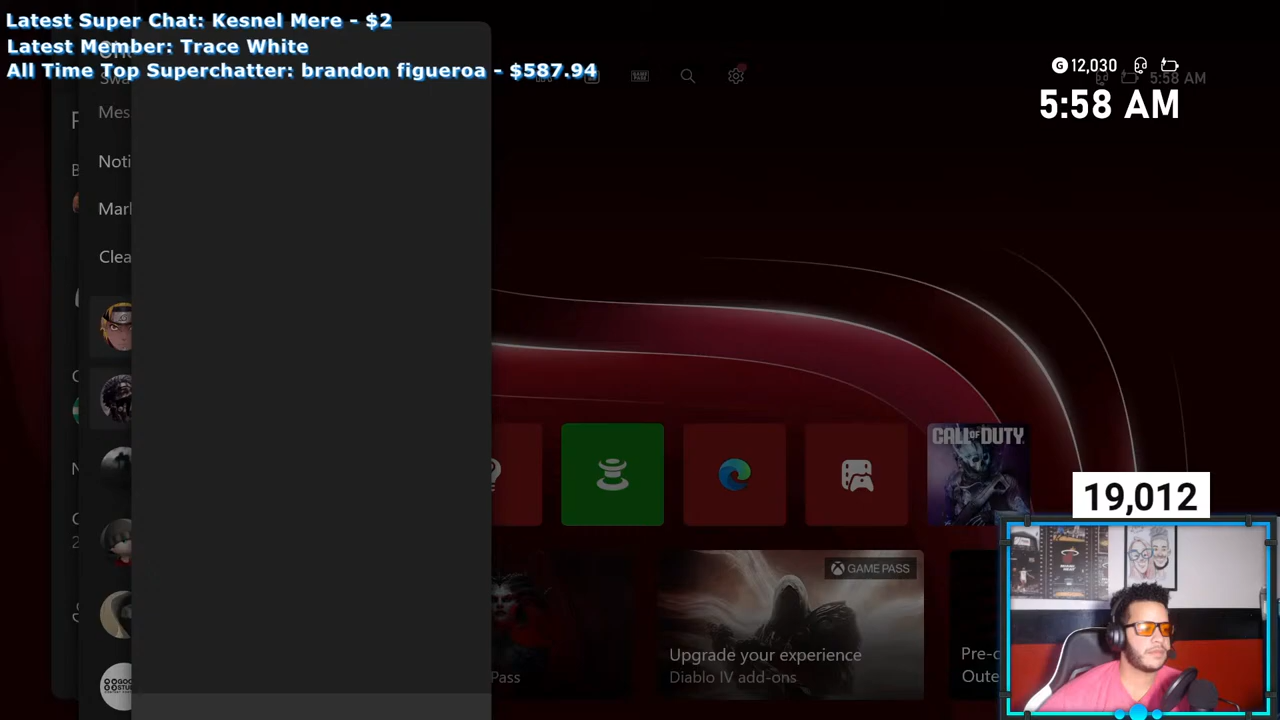 Latest Super Chat: Kesnel Mere - $2
Latest Member: Trace White
All Time Top Superchatter: brandon figueroa - $587.94
12,030
5:58 AM
5:58 AM
Mes
Noti
Mark
Clea
CALL OF DUTY
19,012
GAME PASS
Upgrade your experience
Diablo IV add-ons
Pass
Pre-o
Oute